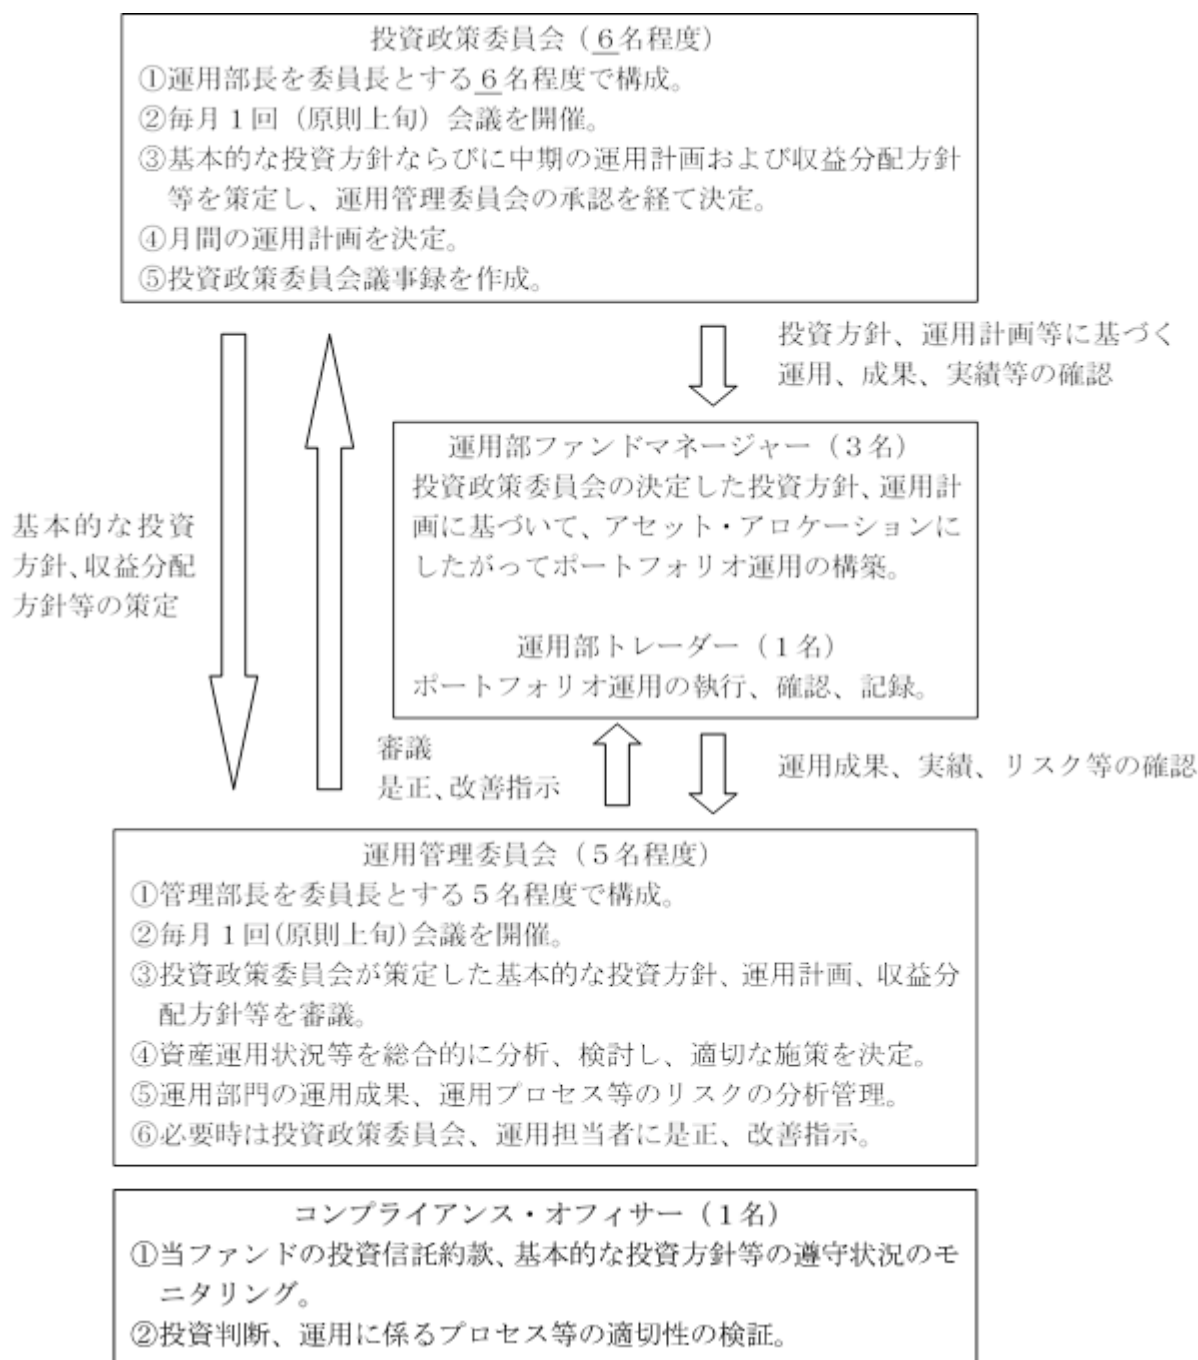 投資政策委員会（６名程度）
①運用部長を委員長とする６名程度で構成。
②毎月１回（原則上旬）会議を開催。
③基本的な投資方針ならびに中期の運用計画および収益分配方針
等を策定し、運用管理委員会の承認を経て決定。
④月間の運用計画を決定。
⑤投資政策委員会議事録を作成。
投資方針、運用計画等に基づく
運用、成果、実績等の確認
運用部ファンドマネージャー（３名）
投資政策委員会の決定した投資方針、運用計
画に基づいて、アセット・アロケーションに
したがってポートフォリオ運用の構築。
運用部トレーダー（１名）
ポートフォリオ運用の執行、確認、記録。
基本的な投資
方針、収益分配
方針等の策定
審議
是正、改善指示
運用成果、実績、リスク等の確認
運用管理委員会（５名程度）
①管理部長を委員長とする５名程度で構成。
②毎月１回(原則上旬)会議を開催。
③投資政策委員会が策定した基本的な投資方針、運用計画、収益分
配方針等を審議。
④資産運用状況等を総合的に分析、検討し、適切な施策を決定。
⑤運用部門の運用成果、運用プロセス等のリスクの分析管理。
⑥必要時は投資政策委員会、運用担当者に是正、改善指示。
コンプライアンス・オフィサー（１名）
①当ファンドの投資信託約款、基本的な投資方針等の遵守状況のモ
ニタリング。
②投資判断、運用に係るプロセス等の適切性の検証。